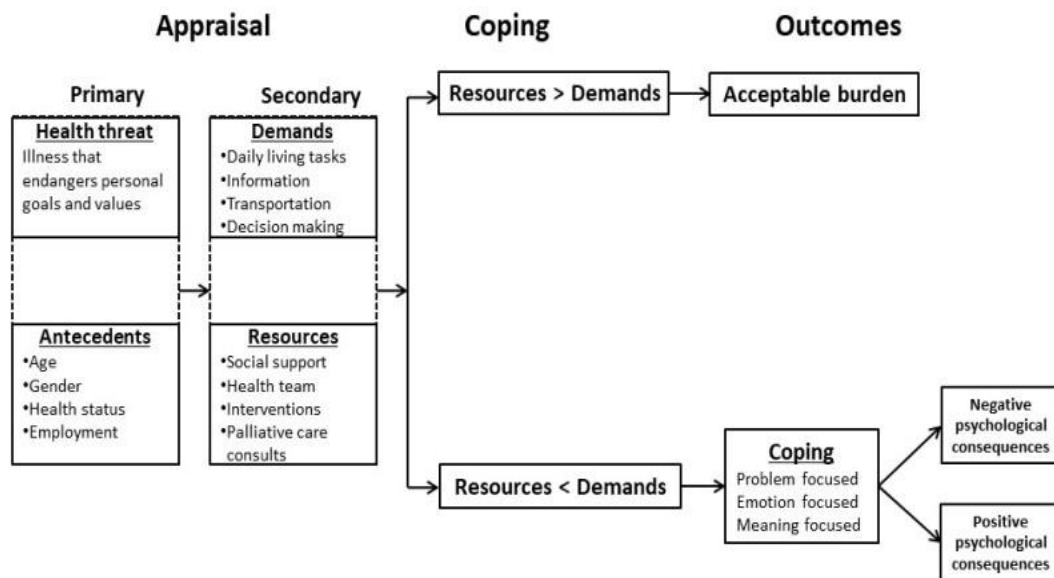 Appraisal
Coping
Outcomes
Primary
Secondary
Health threat
Illness that
endangers personal
goals and values
Antecedents
•Age
•Gender
•Health status
•Employment
Demands
•Daily living tasks
•Information
•Transportation
•Decision making
Resources
•Social support
•Health team
•Interventions
•Palliative care
consults
Resources > Demands
Acceptable burden
Resources < Demands
Coping
Problem focused
Emotion focused
Meaning focused
Negative
psychological
consequences
Positive
psychological
consequences